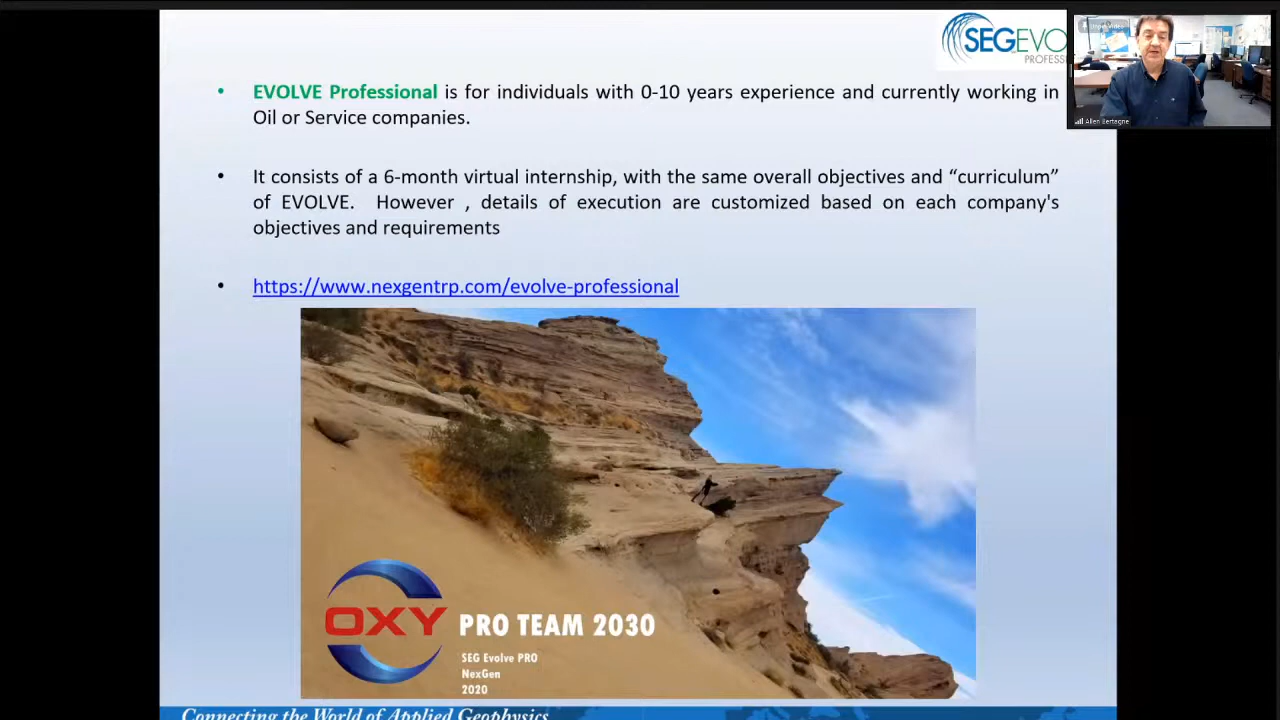 SEGEVO
PROFESS
Allen Bertagne
• EVOLVE Professional is for individuals with 0-10 years experience and currently working in
Oil or Service companies.
• It consists of a 6-month virtual internship, with the same overall objectives and “curriculum”
of EVOLVE. However , details of execution are customized based on each company's
objectives and requirements
• https://www.nexgentrp.com/evolve-professional
OXY
PRO TEAM 2030
SEG Evolve PRO
NexGen
2020
Connecting the World of Applied Geophysics